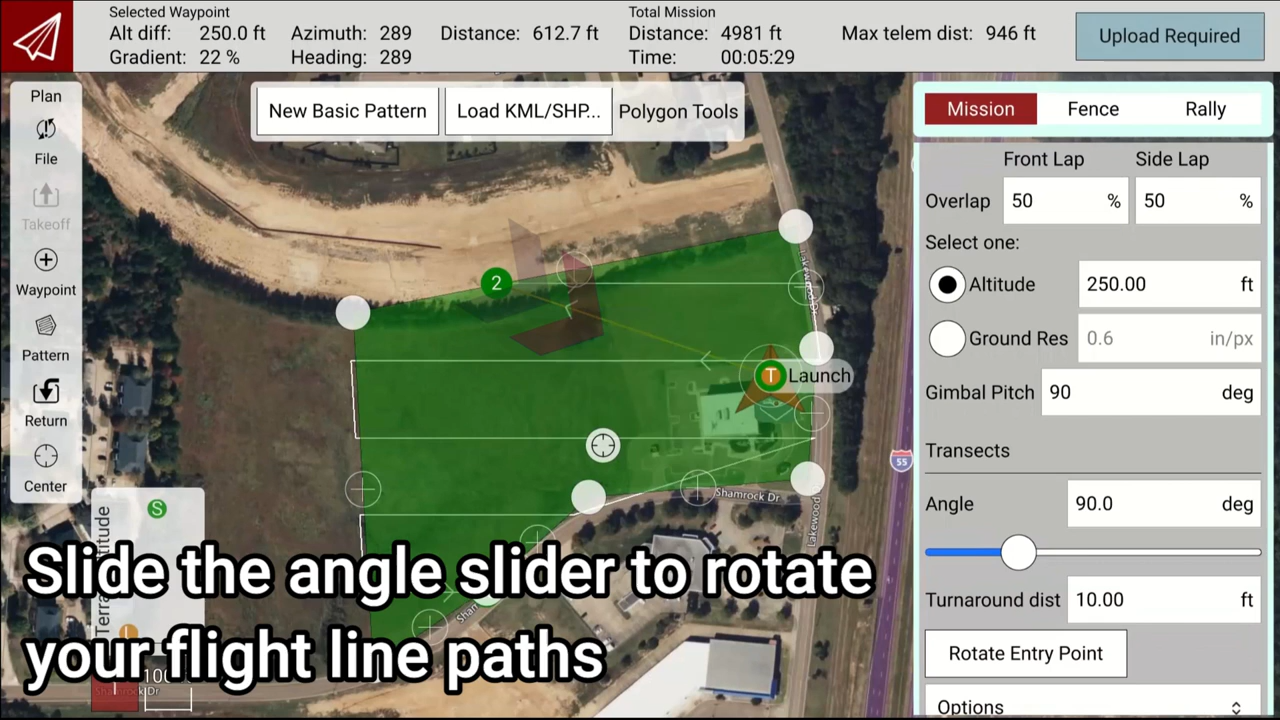 Selected Waypoint
Alt diff: 250.0 ft Azimuth: 289 Distance: 612.7 ft
Gradient: 22 % Heading: 289
Total Mission
Distance: 4981 ft Max telem dist: 946 ft
Time: 00:05:29
Upload Required
Plan
File
Takeoff
Waypoint
Pattern
Return
Center
New Basic Pattern
Load KML/SHP...
Polygon Tools
Mission
Fence
Rally
Front Lap Side Lap
Overlap 50 % 50 %
Select one:
Altitude 250.00 ft
Ground Res 0.6 in/px
Gimbal Pitch 90 deg
Transects
Angle 90.0 deg
Turnaround dist 10.00 ft
Rotate Entry Point
Options
2
T Launch
Lakewood Dr
Shamrock Dr
Lakewood
55
S
Slide the angle slider to rotate
your flight line paths
Shamrock Dr